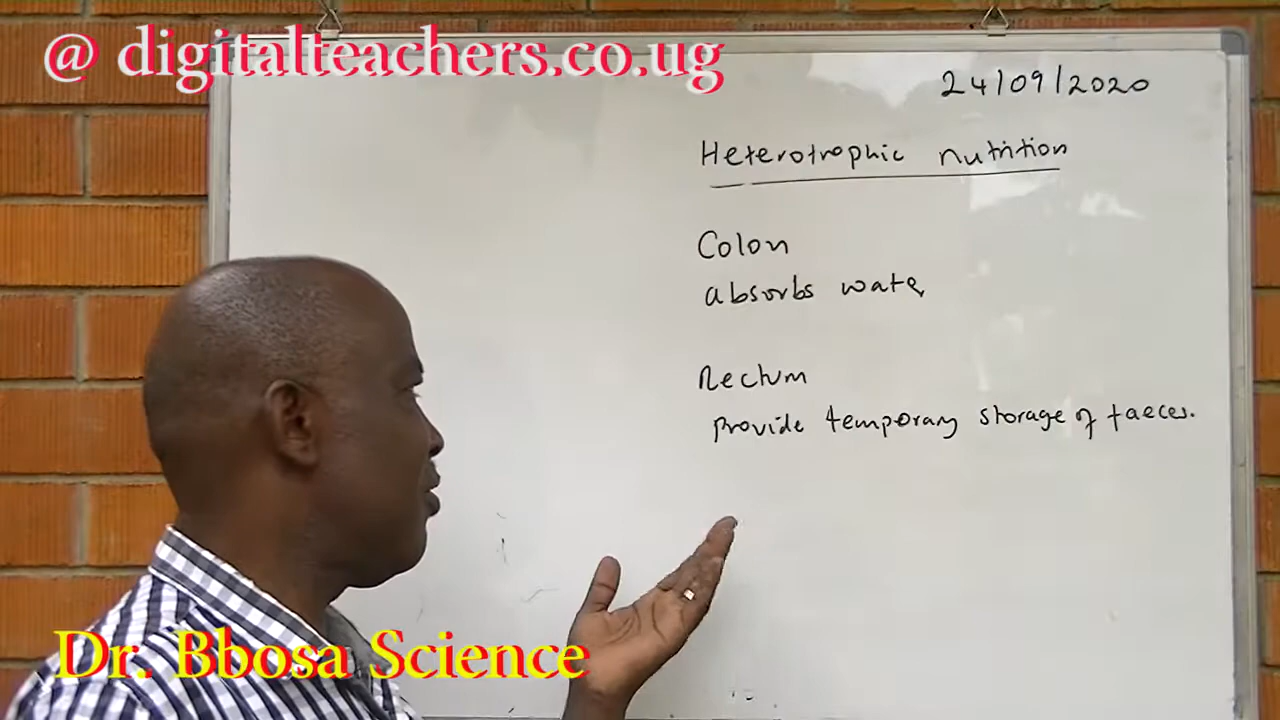 @ digitalteachers.co.ug
24/09/2020
Heterotrophic nutrition
Colon
absorbs water
Rectum
provide temporary storage of faeces.
Dr. Bbosa Science